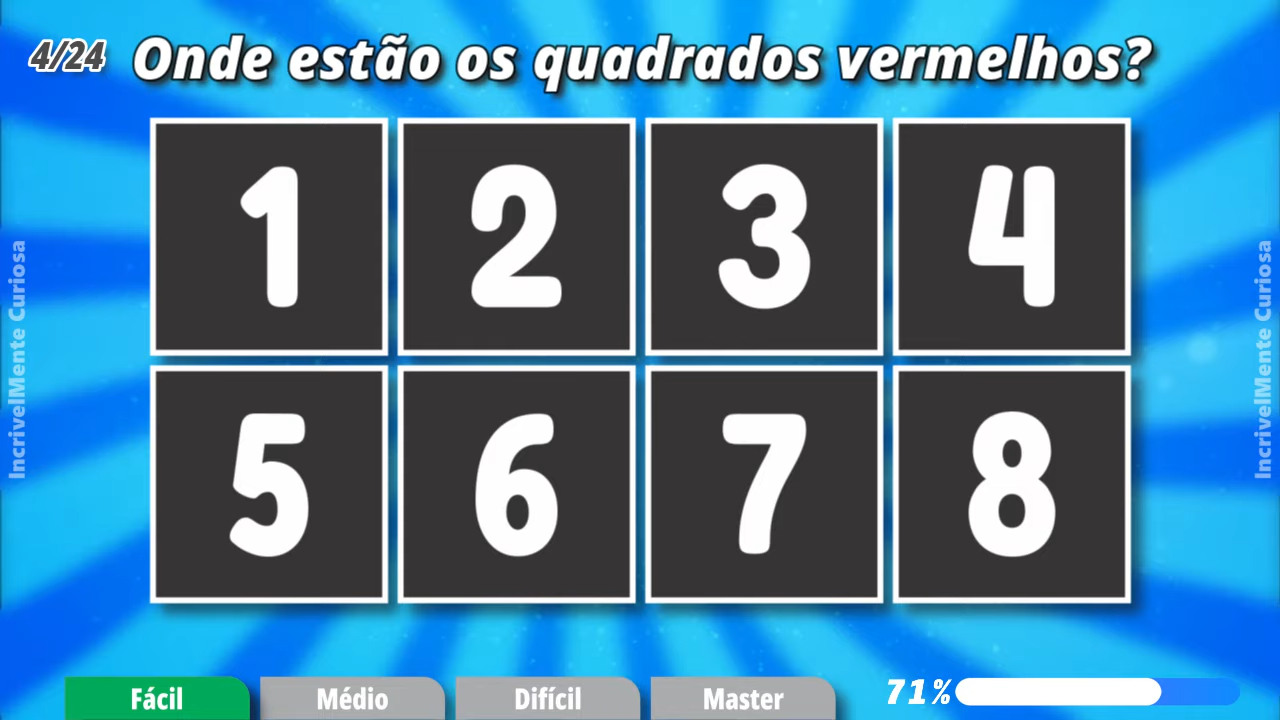 4/24
Onde estão os quadrados vermelhos?
1 2 3 4
5 6 7 8
IncrivelMente Curiosa
IncrivelMente Curiosa
Fácil Médio Difícil Master 71%